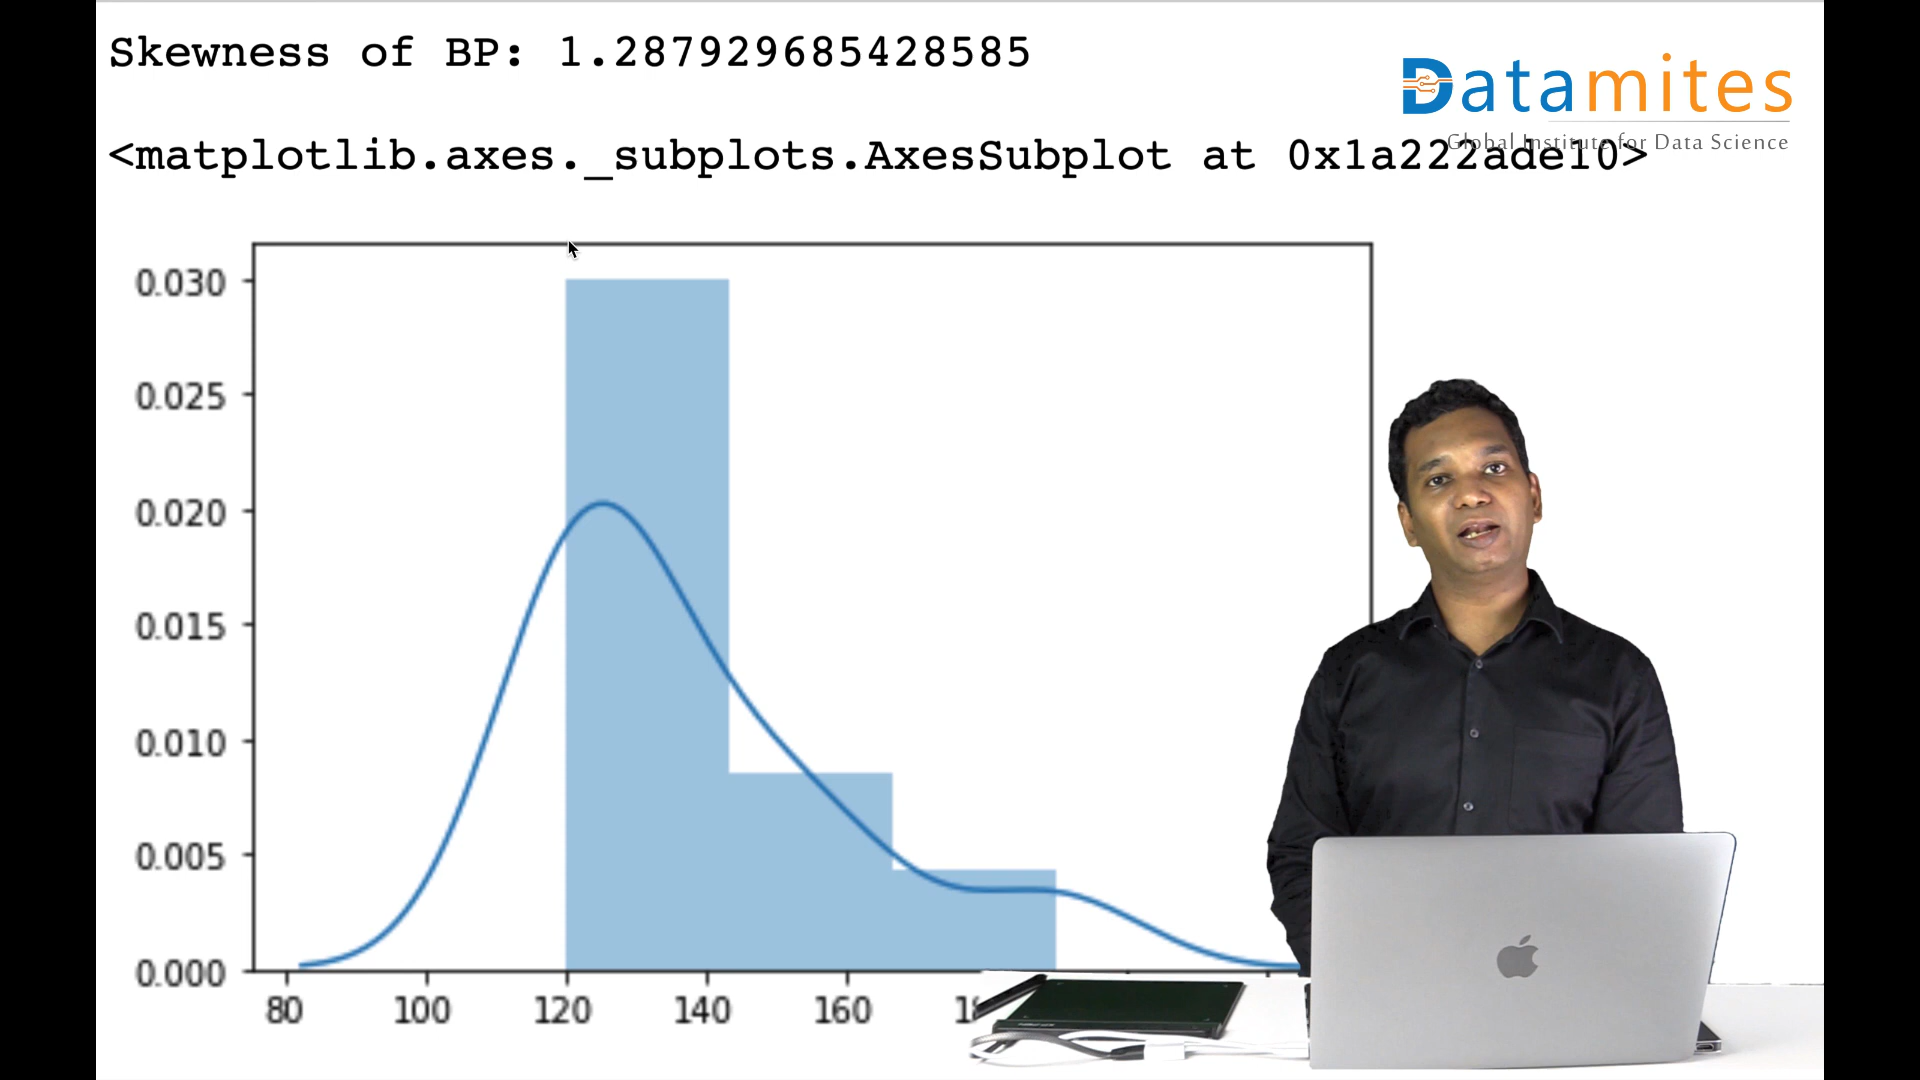 Skewness of BP: 1.287929685428585
Datamites
Global Institute for Data Science
<matplotlib.axes._subplots.AxesSubplot at 0x1a222ade10>
0.030
0.025
0.020
0.015
0.010
0.005
0.000
80 100 120 140 160